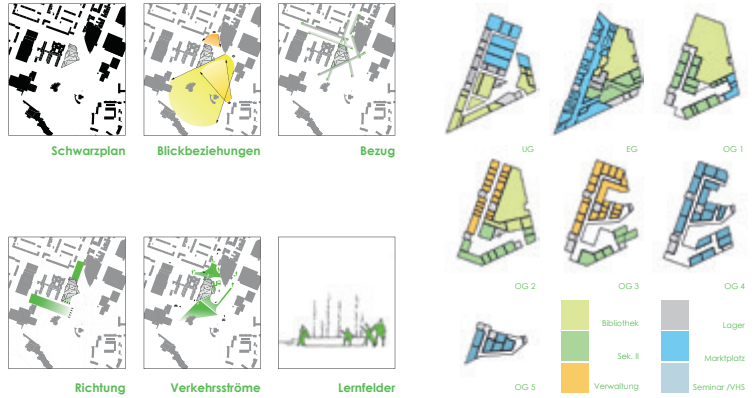 Schwarzplan
Blickbeziehungen
Bezug
Richtung
Verkehrsströme
Lernfelder
UG
EG
OG 1
OG 2
OG 3
OG 4
OG 5
Bibliothek
Lager
Sek. II
Marktplatz
Verwaltung
Seminar /VHS